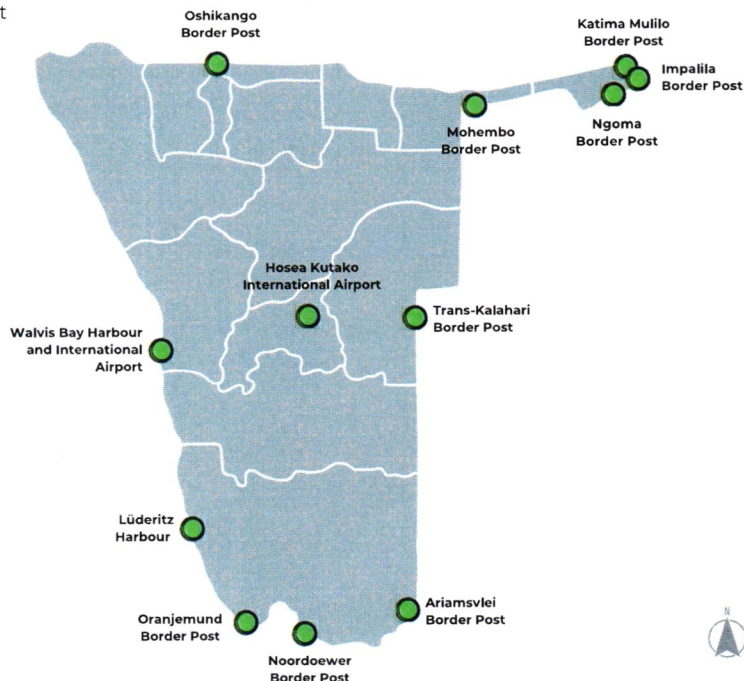 t
Oshikango
Border Post
Katima Mulilo
Border Post
Impalila
Border Post
Mohembo
Border Post
Ngoma
Border Post
Hosea Kutako
International Airport
Trans-Kalahari
Border Post
Walvis Bay Harbour
and International
Airport
Lüderitz
Harbour
Oranjemund
Border Post
Ariamsvlei
Border Post
Noordoewer
Border Post
N